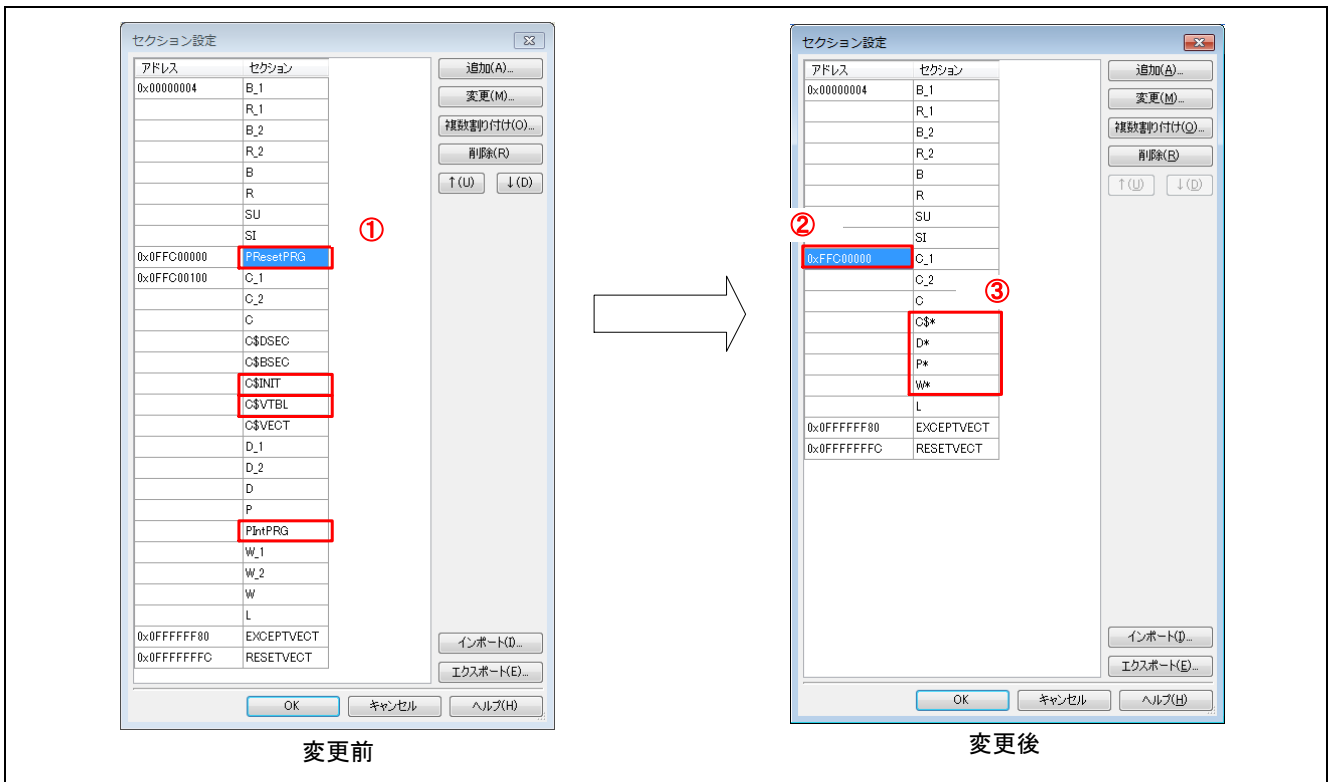 セクション設定
アドレス セクション
0x00000004 B_1
R_1
B_2
R_2
B
R
SU
SI
①
0x0FFC00000 PResetPRG
0x0FFC00100 C_1
C_2
C
C$DSEC
C$BSEC
C$INIT
C$VTBL
C$VECT
D_1
D_2
D
P
PIntPRG
W_1
W_2
W
L
0x0FFFFFF80 EXCEPTVECT
0x0FFFFFFFC RESETVECT
追加(A)...
変更(M)...
複数割り付け(O)...
削除(R)
↑(U) ↓(D)
インポート(I)...
エクスポート(E)...
OK キャンセル ヘルプ(H)
変更前
セクション設定
アドレス セクション
0x00000004 B_1
R_1
B_2
R_2
B
R
SU
②
SI
0xFFC00000 C_1
C_2
③
C
C$*
D*
P*
W*
L
0x0FFFFFF80 EXCEPTVECT
0x0FFFFFFFC RESETVECT
追加(A)...
変更(M)...
複数割り付け(O)...
削除(R)
↑(U) ↓(D)
インポート(I)...
エクスポート(E)...
OK キャンセル ヘルプ(H)
変更後